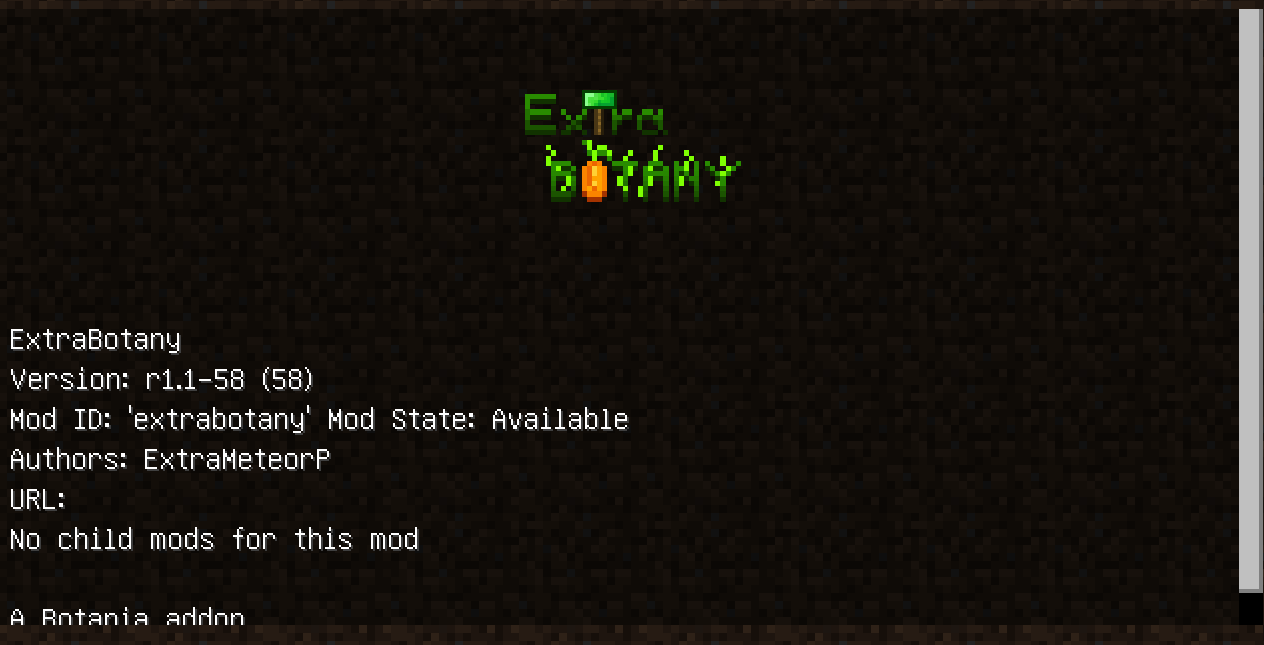 Extra
BOTANY
ExtraBotany
Version: r1.1-58 (58)
Mod ID: 'extrabotany' Mod State: Available
Authors: ExtraMeteorP
URL:
No child mods for this mod
A Botania addon